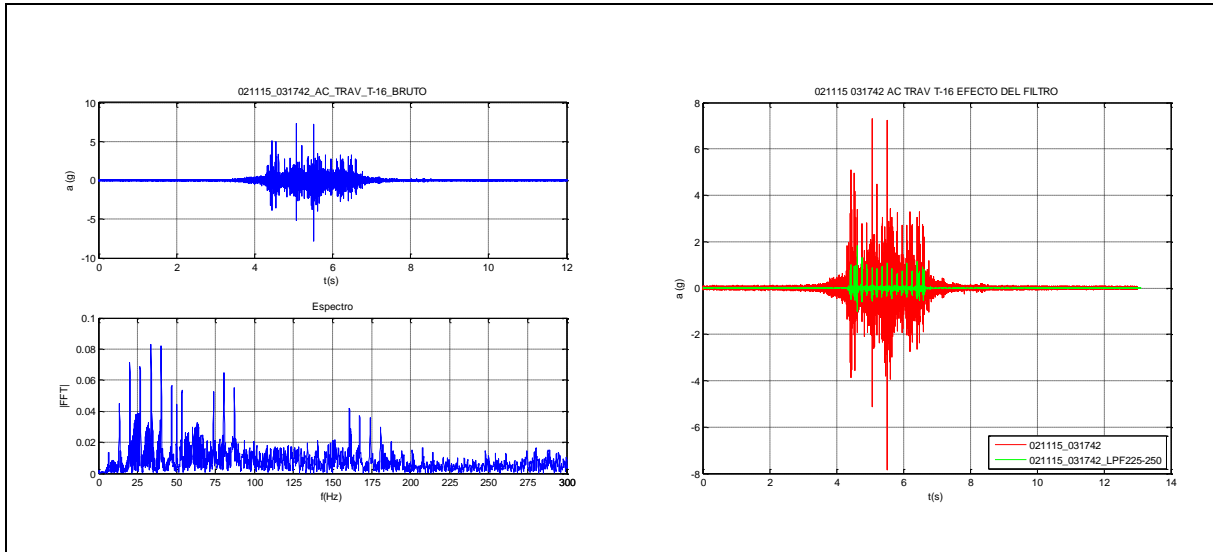 021115_031742_AC_TRAV_T-16_BRUTO
10
5
0
-5
-10
a (g)
0 2 4 6 8 10 12
t(s)
Espectro
0.1
0.08
0.06
0.04
0.02
0
|FFT|
0 25 50 75 100 125 150 175 200 225 250 275 300
f(Hz)
021115 031742 AC TRAV T-16 EFECTO DEL FILTRO
8
6
4
2
0
-2
-4
-6
-8
a (g)
0 2 4 6 8 10 12 14
t(s)
021115_031742
021115_031742_LPF225-250